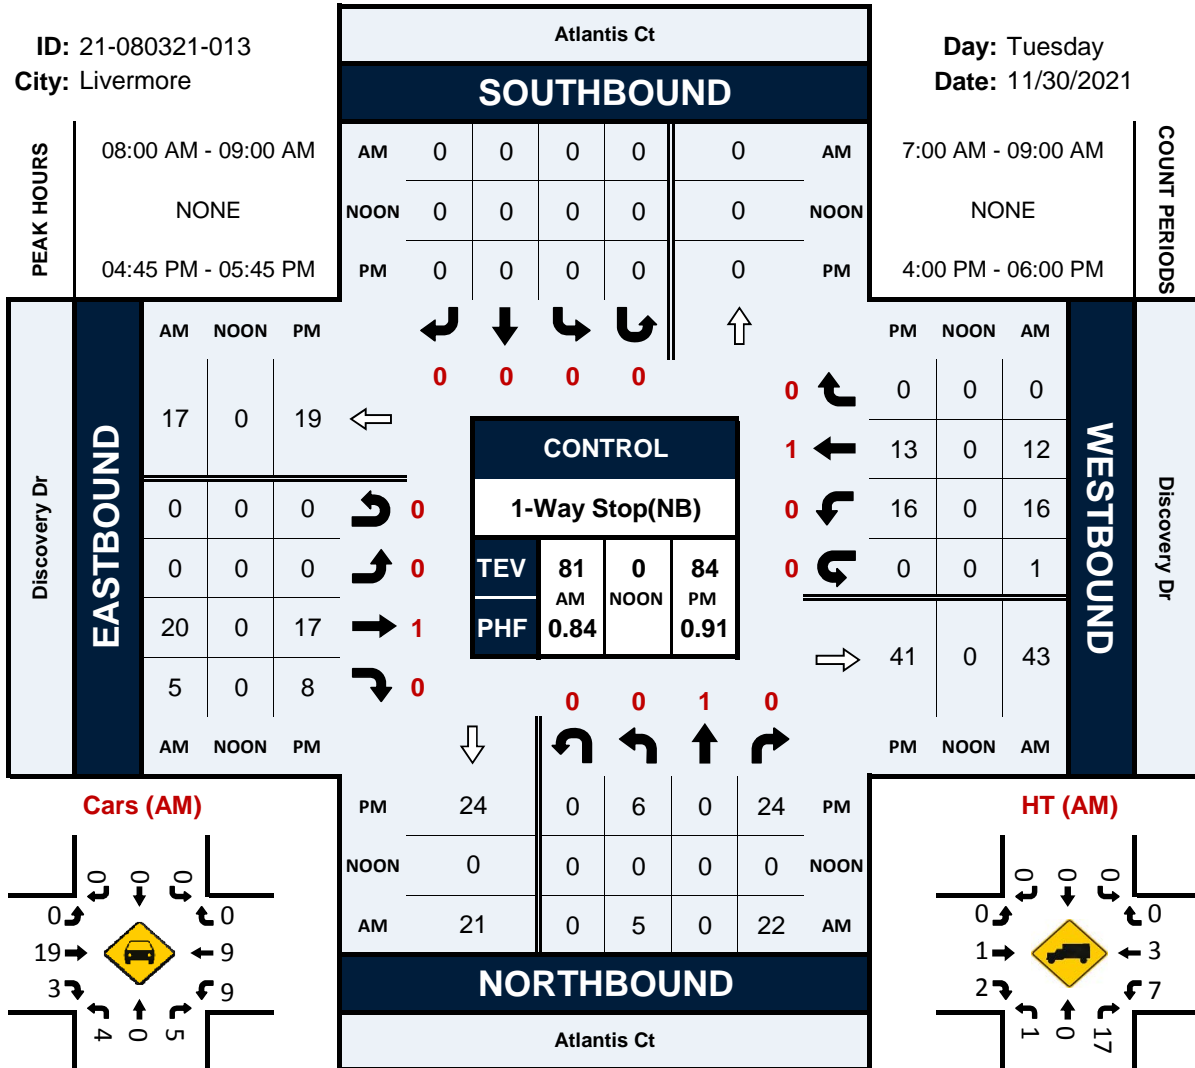 Atlantis Ct
ID: 21-080321-013
Day: Tuesday
City: Livermore
Date: 11/30/2021
SOUTHBOUND
PEAK HOURS
08:00 AM - 09:00 AM
NONE
04:45 PM - 05:45 PM
AM 0 0 0 0 0 AM
NOON 0 0 0 0 0 NOON
PM 0 0 0 0 0 PM
7:00 AM - 09:00 AM
NONE
4:00 PM - 06:00 PM
COUNT PERIODS
0 0 0 0
Discovery Dr
EASTBOUND
AM NOON PM
17 0 19
0 0 0 0
0 0 0 0
20 0 17 1
5 0 8 0
AM NOON PM
CONTROL
1-Way Stop(NB)
TEV 81 0 84
AM NOON PM
PHF 0.84 0.91
PM NOON AM
0 0 0 0
1 13 0 12
0 16 0 16
0 0 0 1
41 0 43
PM NOON AM
WESTBOUND
Discovery Dr
0 0 1 0
PM 24 0 6 0 24 PM
NOON 0 0 0 0 0 NOON
AM 21 0 5 0 22 AM
NORTHBOUND
Atlantis Ct
Cars (AM)
0 0 0
0 0
19 9
3 9
4 0 5
HT (AM)
0 0 0
0 0
1 3
2 7
1 0 17